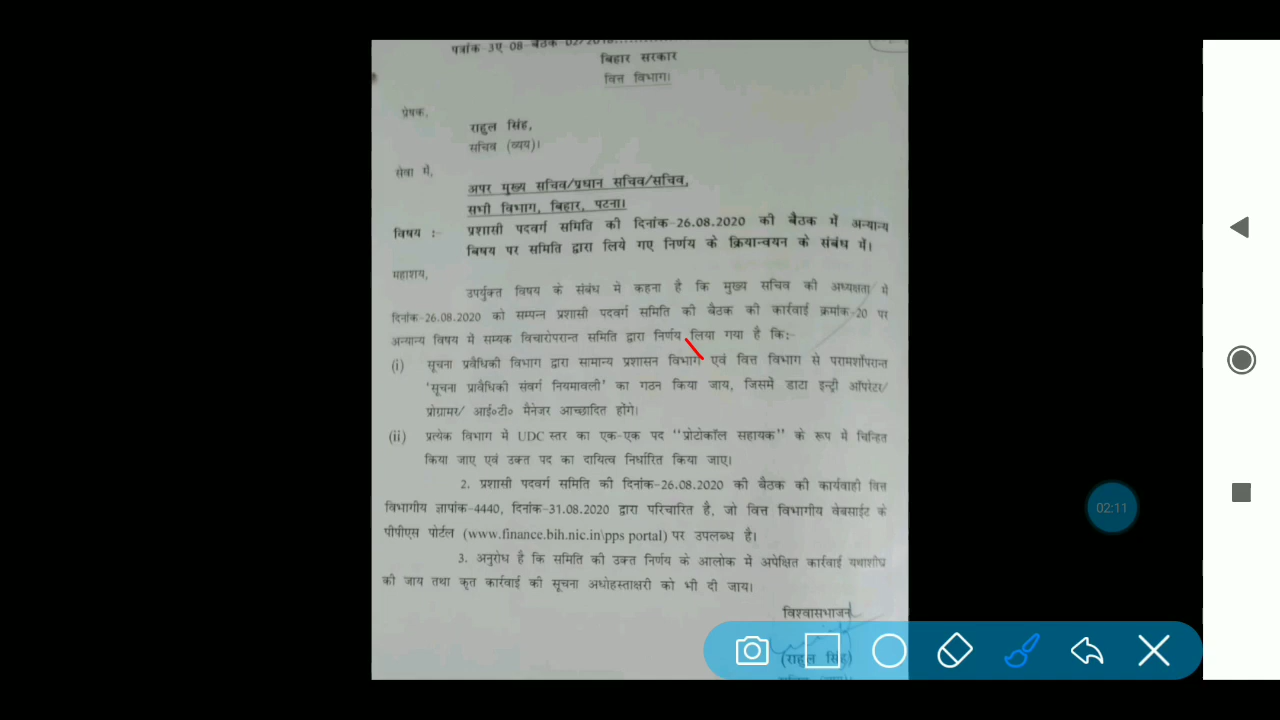 पत्रांक-3ए-08-बैठक-02/2018
बिहार सरकार
वित्त विभाग।
प्रेषक,
राहुल सिंह,
सचिव (व्यय)।
सेवा में,
अपर मुख्य सचिव/प्रधान सचिव/सचिव,
सभी विभाग, बिहार, पटना।
विषय :- प्रशासी पदवर्ग समिति की दिनांक-26.08.2020 की बैठक में अन्यान्य
बिषय पर समिति द्वारा लिये गए निर्णय के क्रियान्वयन के संबंध में।
महाशय,
उपर्युक्त विषय के संबंध मे कहना है कि मुख्य सचिव की अध्यक्षता में
दिनांक-26.08.2020 को सम्पन्न प्रशासी पदवर्ग समिति की बैठक की कार्रवाई क्रमांक-20 पर
अन्यान्य विषय में सम्यक विचारोपरान्त समिति द्वारा निर्णय लिया गया है कि:-
(i) सूचना प्रवैधिकी विभाग द्वारा सामान्य प्रशासन विभाग एवं वित्त विभाग से परामर्शोपरान्त
'सूचना प्रावैधिकी संवर्ग नियमावली' का गठन किया जाय, जिसमें डाटा इन्ट्री ऑपरेटर/
प्रोग्रामर/ आई०टी० मैनेजर आच्छादित होंगे।
(ii) प्रत्येक विभाग में UDC स्तर का एक-एक पद "प्रोटोकॉल सहायक" के रूप में चिन्हित
किया जाए एवं उक्त पद का दायित्व निर्धारित किया जाए।
2. प्रशासी पदवर्ग समिति की दिनांक-26.08.2020 की बैठक की कार्यवाही वित्त
विभागीय ज्ञापांक-4440, दिनांक-31.08.2020 द्वारा परिचारित है, जो वित्त विभागीय वेबसाईट के
पीपीएस पोर्टल (www.finance.bih.nic.in\pps portal) पर उपलब्ध है।
3. अनुरोध है कि समिति की उक्त निर्णय के आलोक में अपेक्षित कार्रवाई यथाशीघ्र
की जाय तथा कृत कार्रवाई की सूचना अधोहस्ताक्षरी को भी दी जाय।
विश्वासभाजन
(राहुल सिंह)
02:11